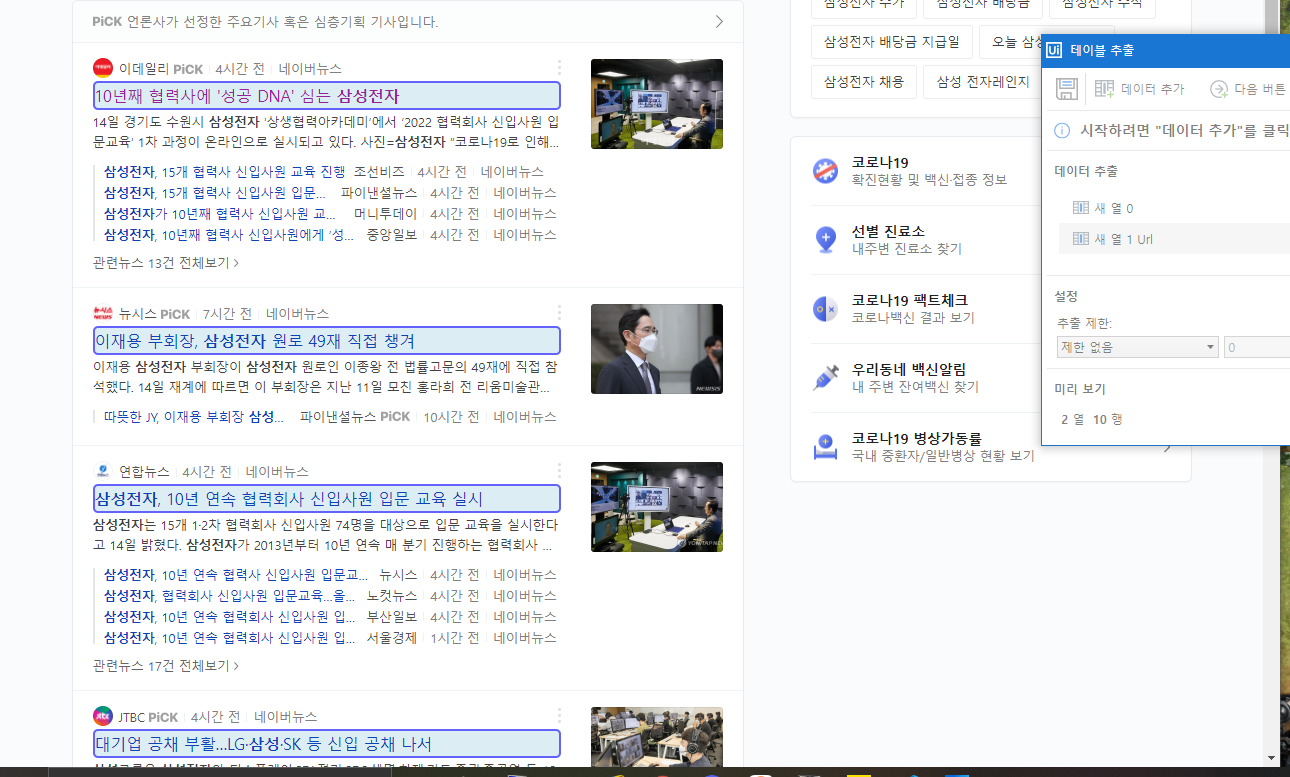 PiCK 언론사가 선정한 주요기사 혹은 심층기획 기사입니다.
이데일리 PiCK 4시간 전 네이버뉴스
10년째 협력사에 '성공 DNA' 심는 삼성전자
14일 경기도 수원시 삼성전자 '상생협력아카데미'에서 '2022 협력회사 신입사원 입
문교육' 1차 과정이 온라인으로 실시되고 있다. 사진=삼성전자 "코로나19로 인해...
삼성전자, 15개 협력사 신입사원 교육 진행 조선비즈 4시간 전 네이버뉴스
삼성전자, 15개 협력사 신입사원 입문... 파이낸셜뉴스 4시간 전 네이버뉴스
삼성전자가 10년째 협력사 신입사원 교... 머니투데이 4시간 전 네이버뉴스
삼성전자, 10년째 협력사 신입사원에게 '성... 중앙일보 4시간 전 네이버뉴스
관련뉴스 13건 전체보기 >
뉴시스 뉴시스 PiCK 7시간 전 네이버뉴스
NEWSIS
이재용 부회장, 삼성전자 원로 49재 직접 챙겨
이재용 삼성전자 부회장이 삼성전자 원로인 이종왕 전 법률고문의 49재에 직접 참
석했다. 14일 재계에 따르면 이 부회장은 지난 11일 모친 홍라희 전 리움미술관...
따뜻한 JY, 이재용 부회장 삼성... 파이낸셜뉴스 PiCK 10시간 전 네이버뉴스
연합뉴스 4시간 전 네이버뉴스
삼성전자, 10년 연속 협력회사 신입사원 입문 교육 실시
삼성전자는 15개 1·2차 협력회사 신입사원 74명을 대상으로 입문 교육을 실시한다
고 14일 밝혔다. 삼성전자가 2013년부터 10년 연속 매 분기 진행하는 협력회사 ...
삼성전자, 10년 연속 협력사 신입사원 입문교... 뉴시스 4시간 전 네이버뉴스
삼성전자, 협력회사 신입사원 입문교육...올... 노컷뉴스 4시간 전 네이버뉴스
삼성전자, 10년 연속 협력회사 신입사원 입... 부산일보 4시간 전 네이버뉴스
삼성전자, 10년 연속 협력회사 신입사원 입... 서울경제 1시간 전 네이버뉴스
관련뉴스 17건 전체보기 >
jtbc JTBC PiCK 4시간 전 네이버뉴스
대기업 공채 부활...LG·삼성·SK 등 신입 공채 나서
삼성전자 주가 삼성전자 배당금 삼성전자 주식
삼성전자 배당금 지급일 오늘 삼성
삼성전자 채용 삼성 전자레인지
코로나19
확진현황 및 백신·접종 정보
선별 진료소
내주변 진료소 찾기
코로나19 팩트체크
코로나백신 결과 보기
우리동네 백신알림
내 주변 잔여백신 찾기
코로나19 병상가동률
국내 중환자/일반병상 현황 보기
Ui 테이블 추출
데이터 추가 다음 버튼
시작하려면 "데이터 추가"를 클릭
데이터 추출
새 열 0
새 열 1 Url
설정
추출 제한:
제한 없음 0
미리 보기
2 열 10 행